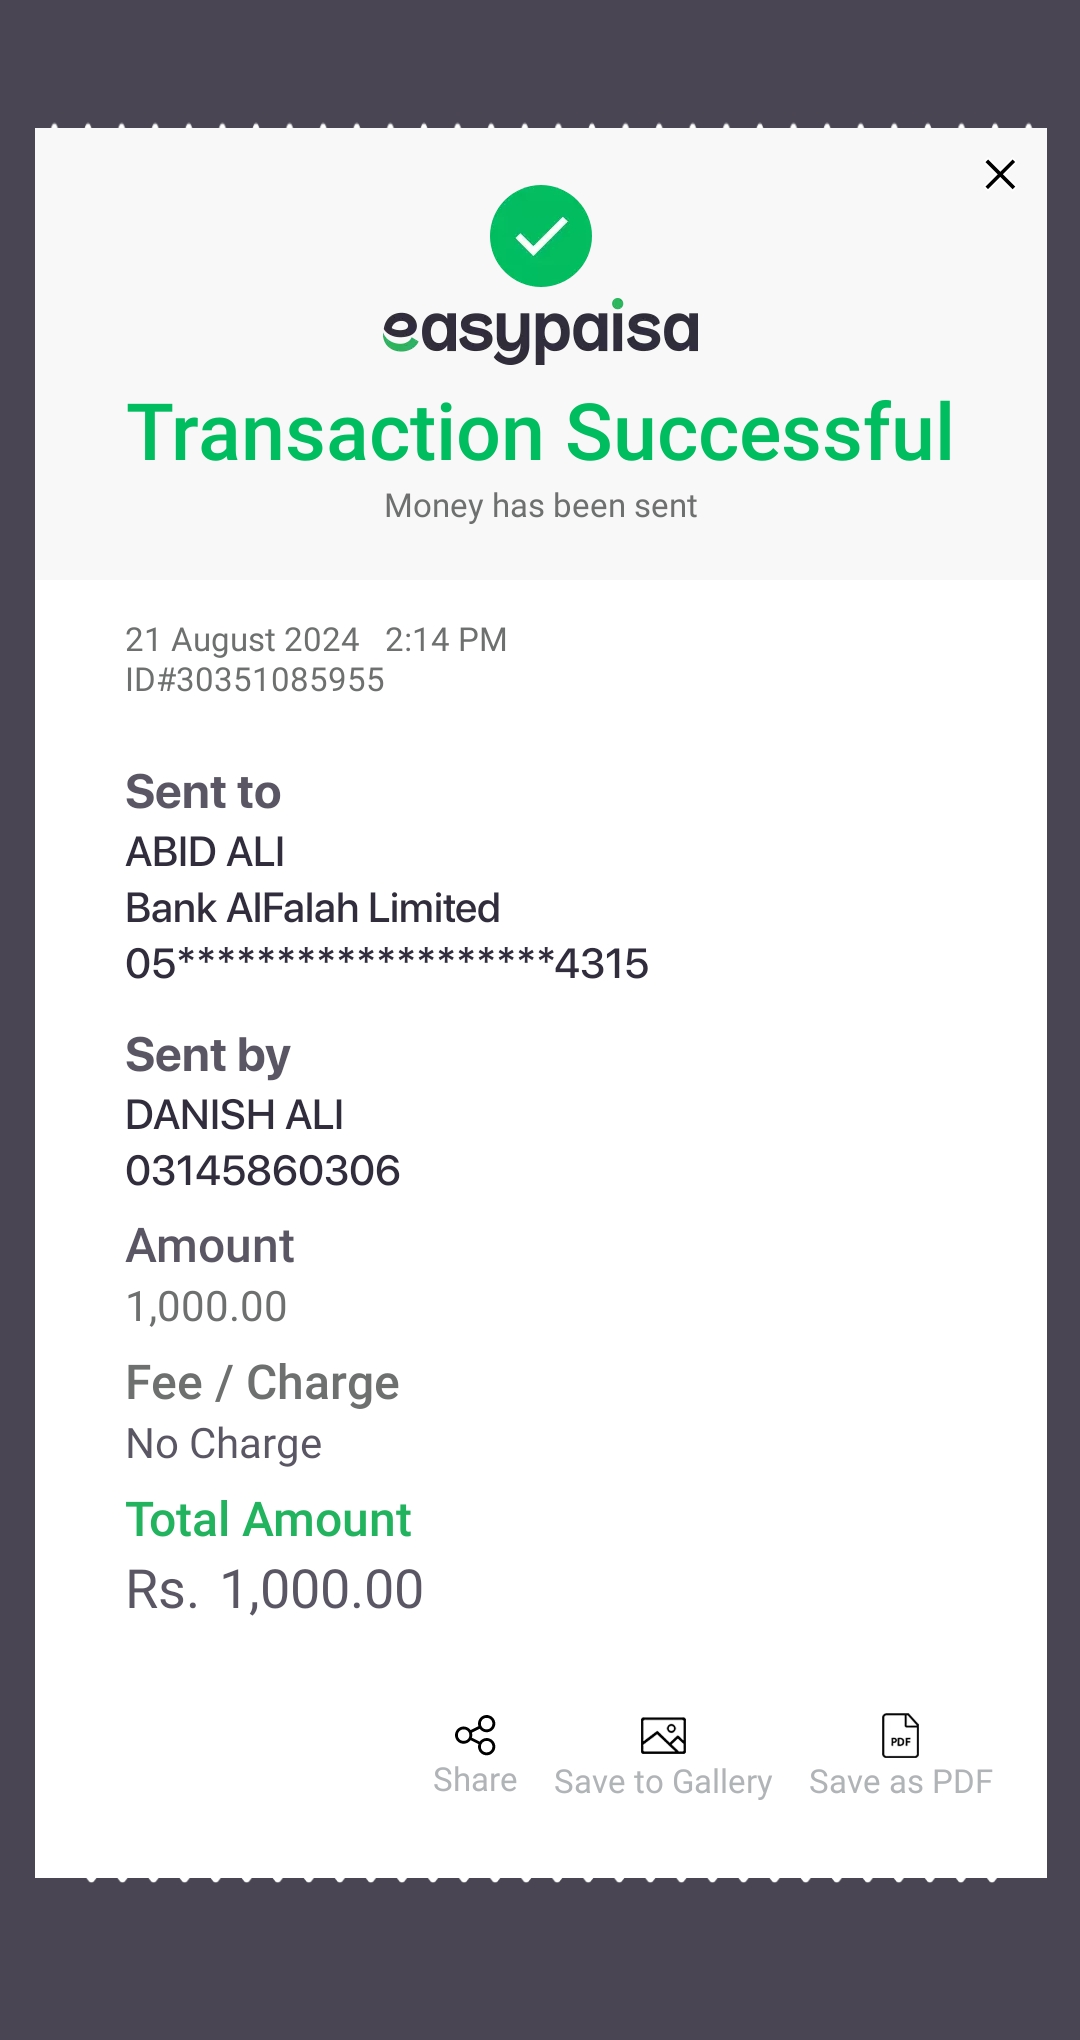 easypaisa
Transaction Successful
Money has been sent
21 August 2024 2:14 PM
ID#30351085955
Sent to
ABID ALI
Bank AlFalah Limited
05*******************4315
Sent by
DANISH ALI
03145860306
Amount
1,000.00
Fee / Charge
No Charge
Total Amount
Rs. 1,000.00
PDF
Share Save to Gallery Save as PDF